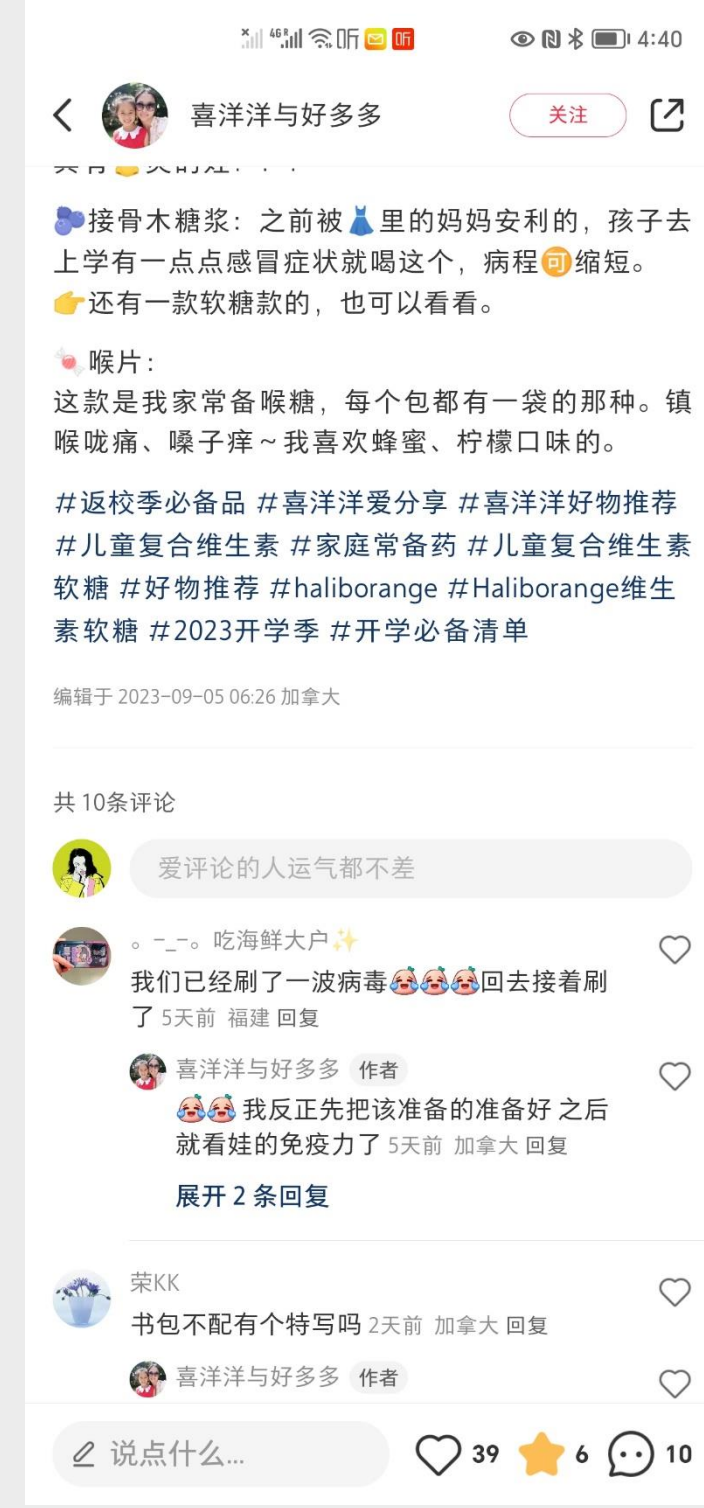 4:40
喜洋洋与好多多
关注
🫐接骨木糖浆：之前被👗里的妈妈安利的，孩子去
上学有一点点感冒症状就喝这个，病程🉑缩短。
👉还有一款软糖款的，也可以看看。
🍬喉片：
这款是我家常备喉糖，每个包都有一袋的那种。镇
喉咙痛、嗓子痒～我喜欢蜂蜜、柠檬口味的。
#返校季必备品 #喜洋洋爱分享 #喜洋洋好物推荐
#儿童复合维生素 #家庭常备药 #儿童复合维生素
软糖 #好物推荐 #haliborange #Haliborange维生
素软糖 #2023开学季 #开学必备清单
编辑于 2023-09-05 06:26 加拿大
共 10条评论
爱评论的人运气都不差
。-_-。吃海鲜大户✨
我们已经刷了一波病毒😂😂😂回去接着刷
了 5天前 福建 回复
喜洋洋与好多多 作者
😂😂 我反正先把该准备的准备好 之后
就看娃的免疫力了 5天前 加拿大 回复
展开 2 条回复
荣KK
书包不配有个特写吗 2天前 加拿大 回复
喜洋洋与好多多 作者
说点什么... 39 6 10